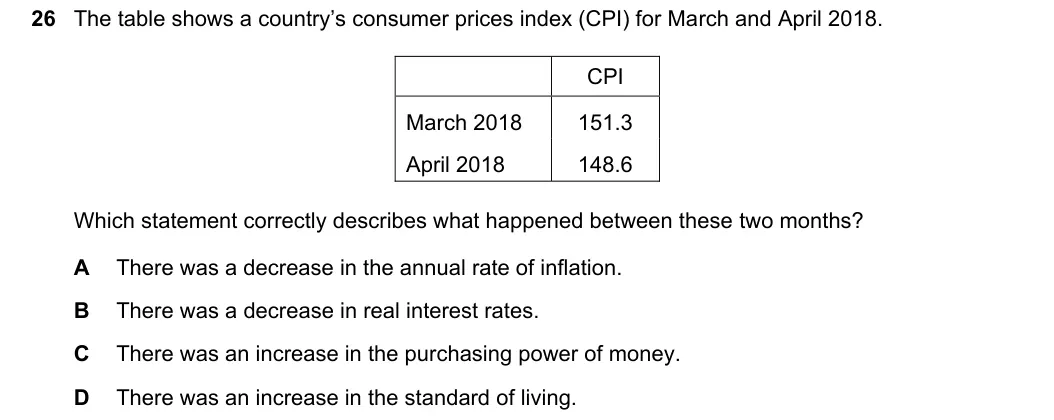 26 The table shows a country's consumer prices index (CPI) for March and April 2018.
CPI
March 2018 151.3
April 2018 148.6
Which statement correctly describes what happened between these two months?
A There was a decrease in the annual rate of inflation.
B There was a decrease in real interest rates.
C There was an increase in the purchasing power of money.
D There was an increase in the standard of living.